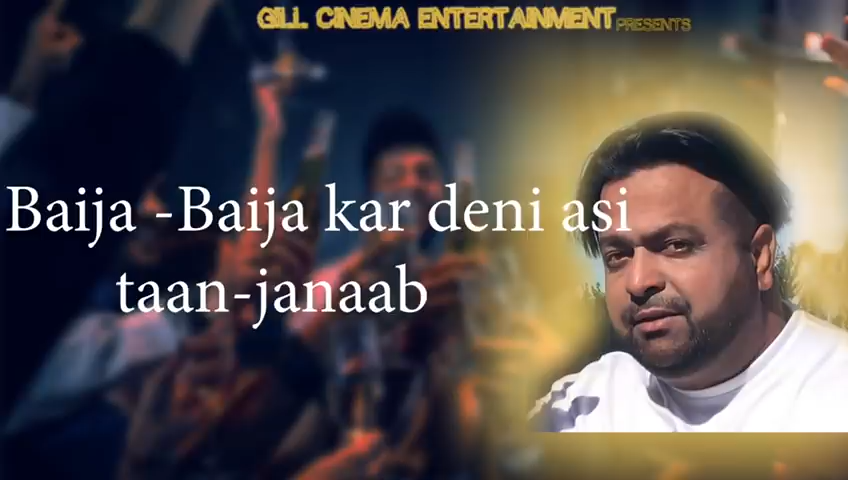 GILL CINEMA ENTERTAINMENT PRESENTS
Baija -Baija kar deni asi
taan-janaab